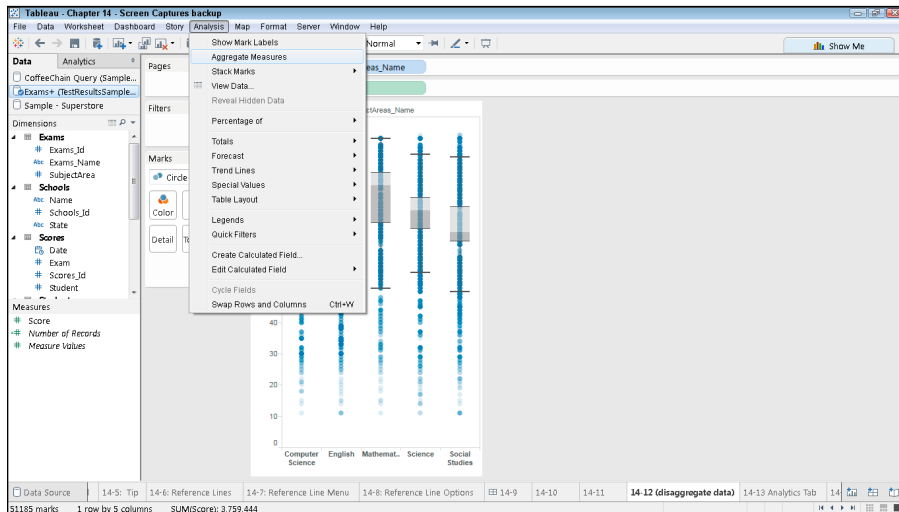 Tableau - Chapter 14 - Screen Captures backup
File Data Worksheet Dashboard Story Analysis Map Format Server Window Help
Normal
Show Me
Data Analytics
CoffeeChain Query (Sample...
Exams+ (TestResultsSample...
Sample - Superstore
Dimensions
Exams
# Exams_Id
Abc Exams_Name
# SubjectArea
Schools
Abc Name
# Schools_Id
Abc State
Scores
Date
# Exam
# Scores_Id
# Student
Measures
# Score
=# Number of Records
# Measure Values
Pages
Filters
Marks
Circle
Color
Detail
Show Mark Labels
Aggregate Measures
Stack Marks
View Data...
Reveal Hidden Data
Percentage of
Totals
Forecast
Trend Lines
Special Values
Table Layout
Legends
Quick Filters
Create Calculated Field...
Edit Calculated Field
Cycle Fields
Swap Rows and Columns Ctrl+W
eas_Name
ctAreas_Name
40
30
20
10
0
Computer Science
English
Mathemat..
Science
Social Studies
Data Source 14-5: Tip 14-6: Reference Lines 14-7: Reference Line Menu 14-8: Reference Line Options 14-9 14-10 14-11 14-12 (disaggregate data) 14-13 Analytics Tab 14
51185 marks 1 row by 5 columns SUM(Score): 3,759,444